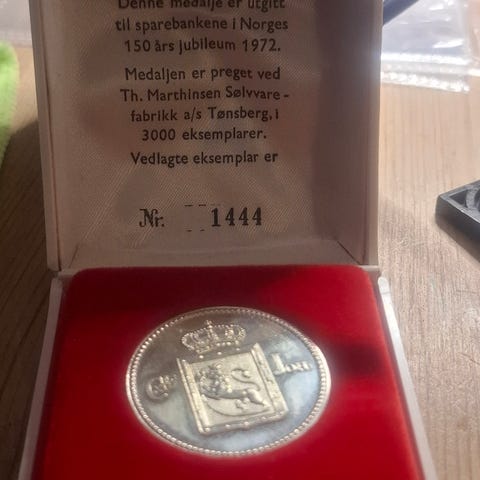 Denne medalje er utgitt
til sparebankene i Norges
150 års jubileum 1972.
Medaljen er preget ved
Th. Marthinsen Sølvvare-
fabrikk a/s Tønsberg, i
3000 eksemplarer.
Vedlagte eksemplar er
Nr. 1444